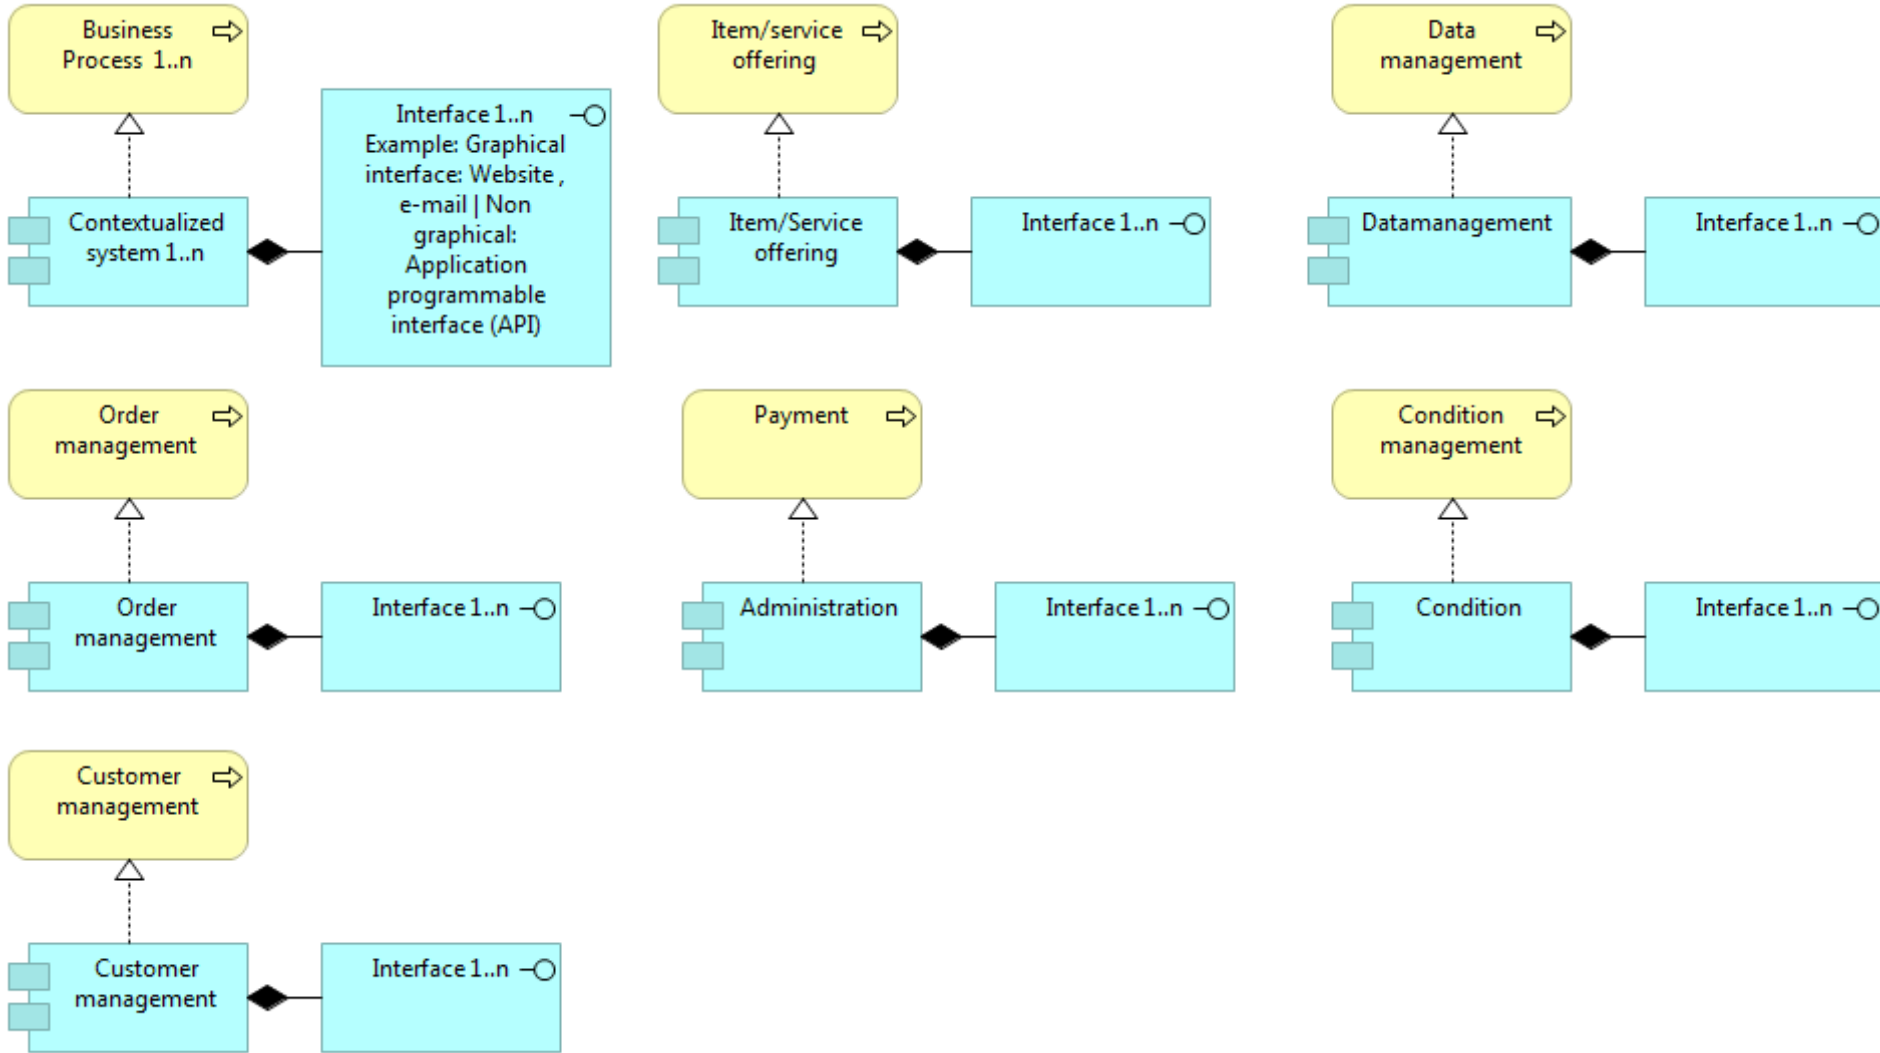 Business
Process 1..n
Item/service
offering
Data
management
Interface 1..n
Example: Graphical
interface: Website ,
e-mail | Non
graphical:
Application
programmable
interface (API)
Contextualized
system 1..n
Item/Service
offering
Interface 1..n
Datamanagement
Interface 1..n
Order
management
Payment
Condition
management
Order
management
Interface 1..n
Administration
Interface 1..n
Condition
Interface 1..n
Customer
management
Customer
management
Interface 1..n